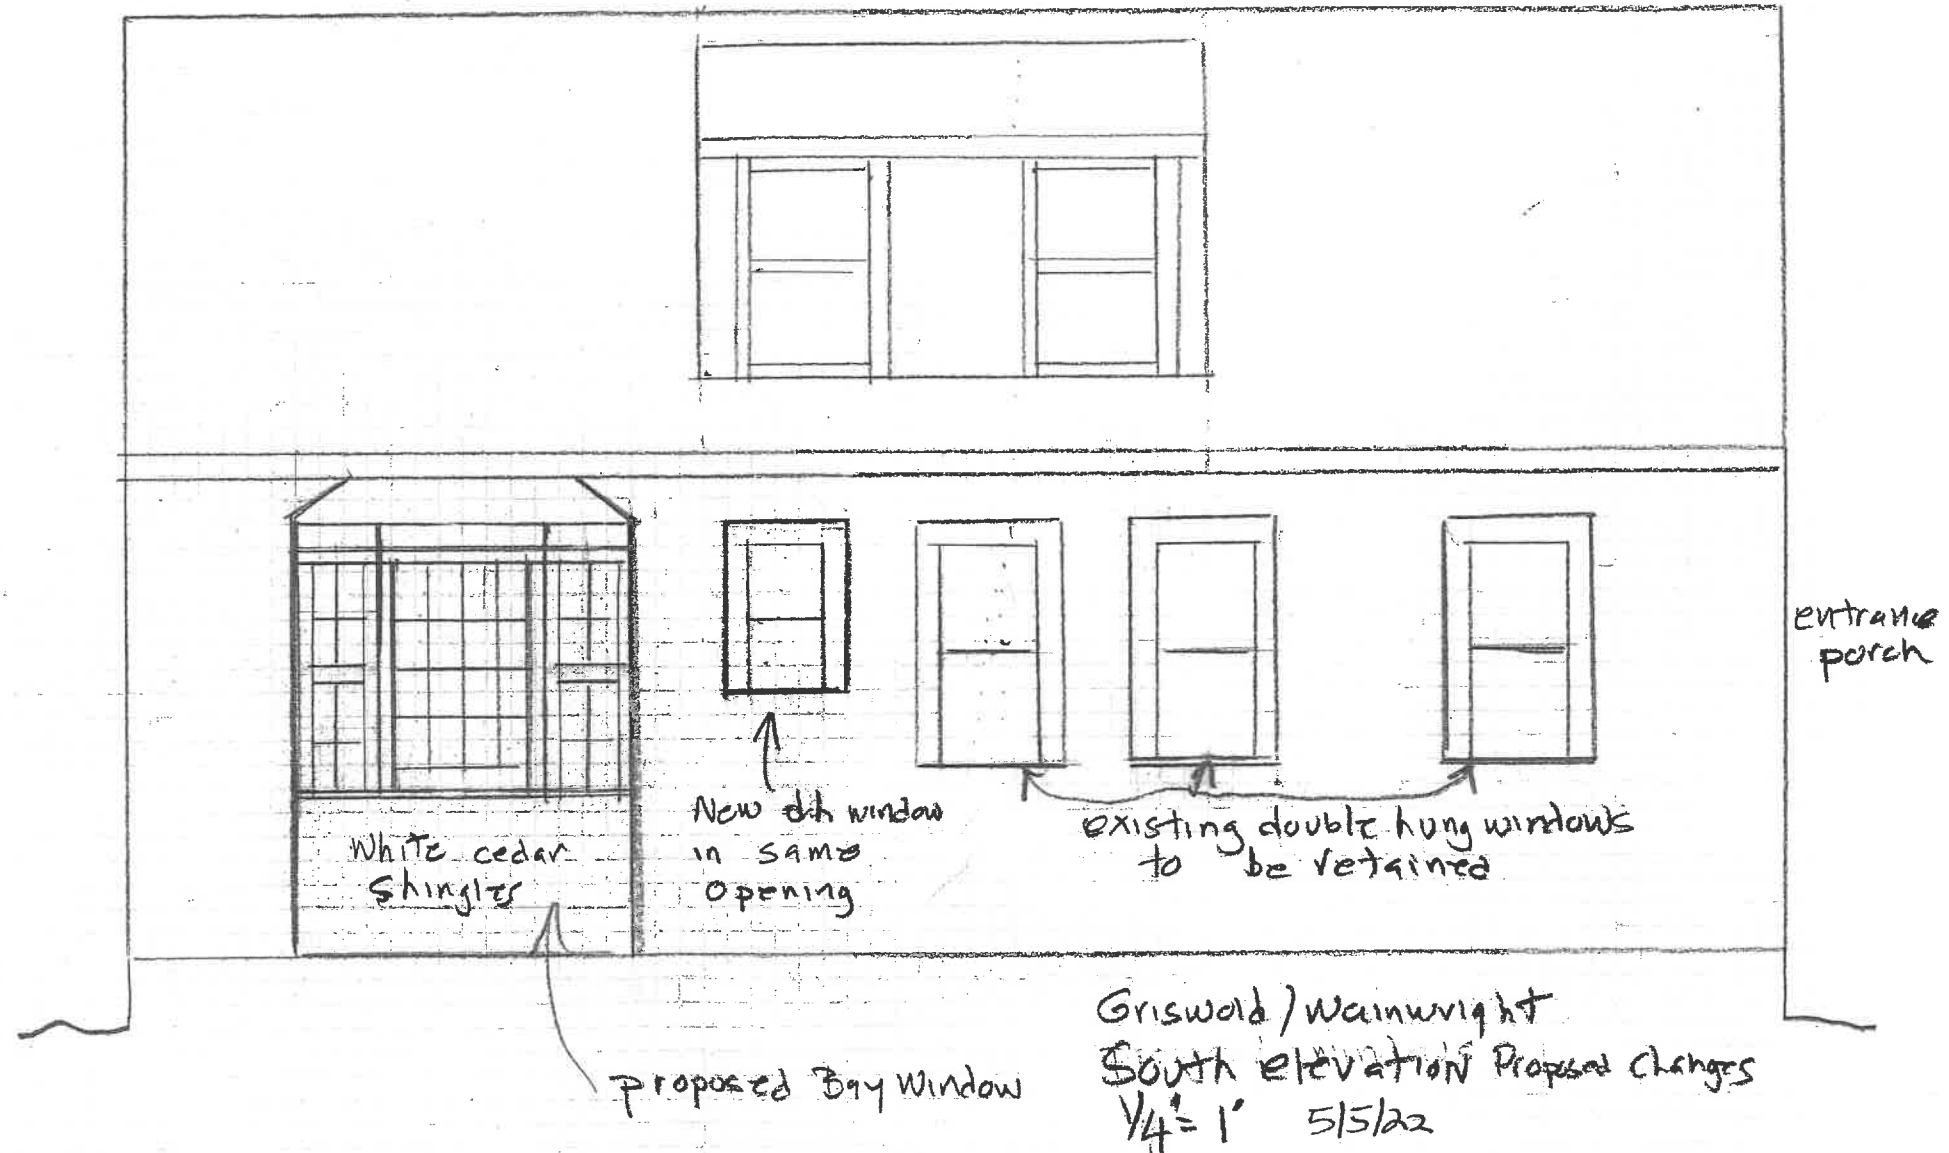 entrance
porch
New dh window
in same
opening
existing double hung windows
to be retained
White cedar
shingles
proposed Bay Window
Griswold / Wainwright
South elevation Proposed Changes
1/4" = 1' 5/5/22